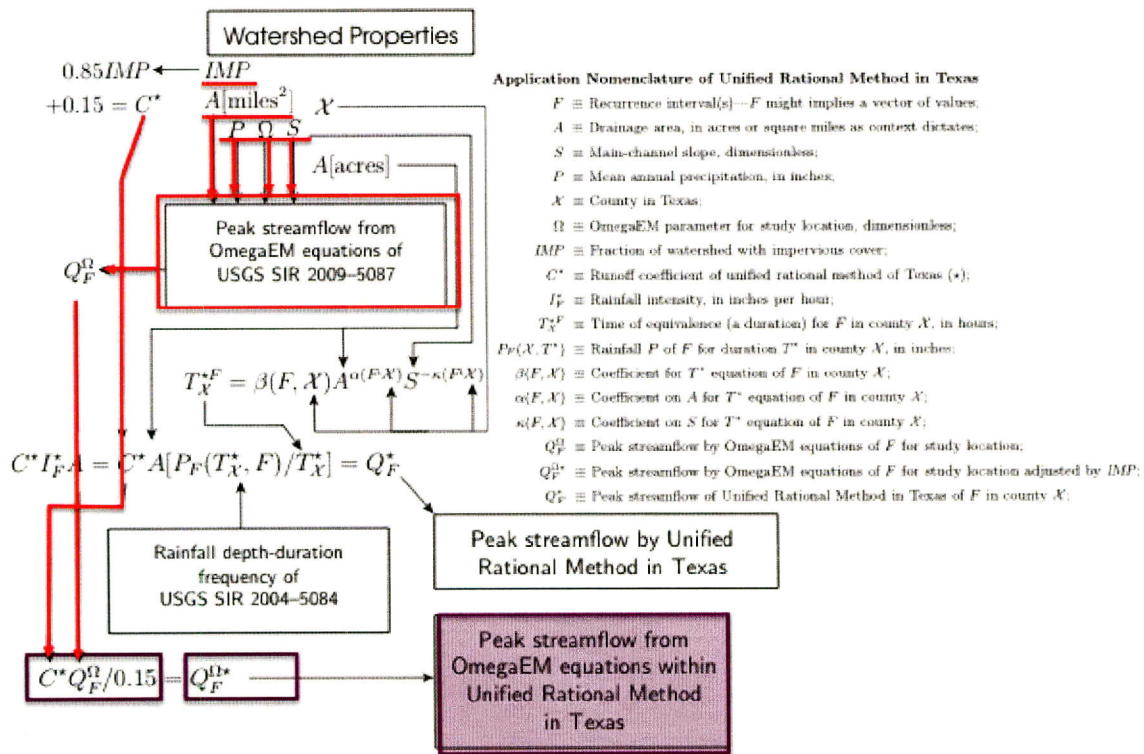 Watershed Properties
0.85IMP ← IMP
+0.15 = C* A[miles²] 𝒳
P Ω S
A[acres]
Peak streamflow from
OmegaEM equations of
USGS SIR 2009–5087
Q_F^Ω
T_𝒳^{*F} = β(F, 𝒳)A^{α(F,𝒳)}S^{−κ(F,𝒳)}
C*I_F^*A = C*A[P_F(T_𝒳^*, F)/T_𝒳^*] = Q_F^*
Rainfall depth-duration
frequency of
USGS SIR 2004–5084
Peak streamflow by Unified
Rational Method in Texas
C*Q_F^Ω/0.15 = Q_F^{Ω*}
Peak streamflow from
OmegaEM equations within
Unified Rational Method
in Texas
Application Nomenclature of Unified Rational Method in Texas
F ≡ Recurrence interval(s)—F might implies a vector of values;
A ≡ Drainage area, in acres or square miles as context dictates;
S ≡ Main-channel slope, dimensionless;
P ≡ Mean annual precipitation, in inches;
𝒳 ≡ County in Texas;
Ω ≡ OmegaEM parameter for study location, dimensionless;
IMP ≡ Fraction of watershed with impervious cover;
C* ≡ Runoff coefficient of unified rational method of Texas (⋆);
I_F^* ≡ Rainfall intensity, in inches per hour;
T_𝒳^{*F} ≡ Time of equivalence (a duration) for F in county 𝒳, in hours;
P_F(𝒳, T*) ≡ Rainfall P of F for duration T* in county 𝒳, in inches;
β(F, 𝒳) ≡ Coefficient for T* equation of F in county 𝒳;
α(F, 𝒳) ≡ Coefficient on A for T* equation of F in county 𝒳;
κ(F, 𝒳) ≡ Coefficient on S for T* equation of F in county 𝒳;
Q_F^Ω ≡ Peak streamflow by OmegaEM equations of F for study location;
Q_F^{Ω*} ≡ Peak streamflow by OmegaEM equations of F for study location adjusted by IMP;
Q_F^* ≡ Peak streamflow of Unified Rational Method in Texas of F in county 𝒳;